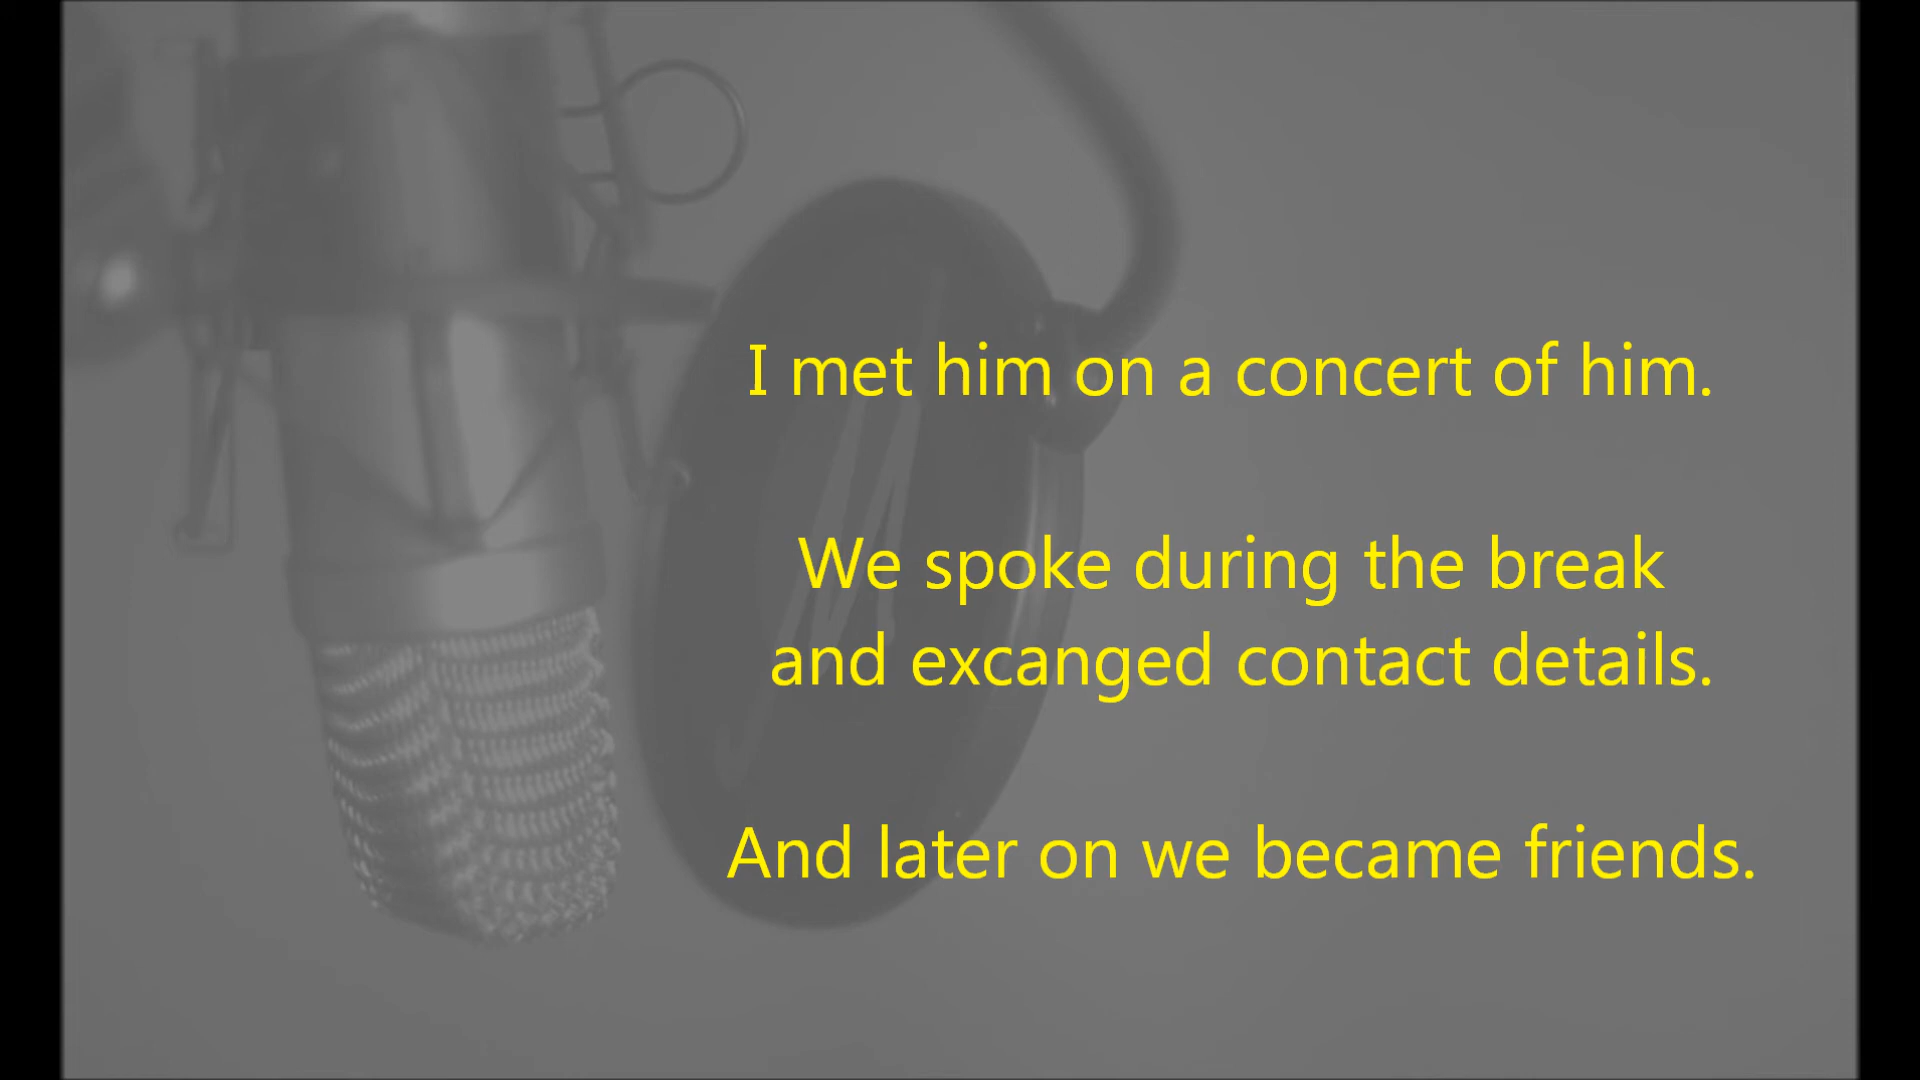 I met him on a concert of him.
We spoke during the break
and excanged contact details.
And later on we became friends.